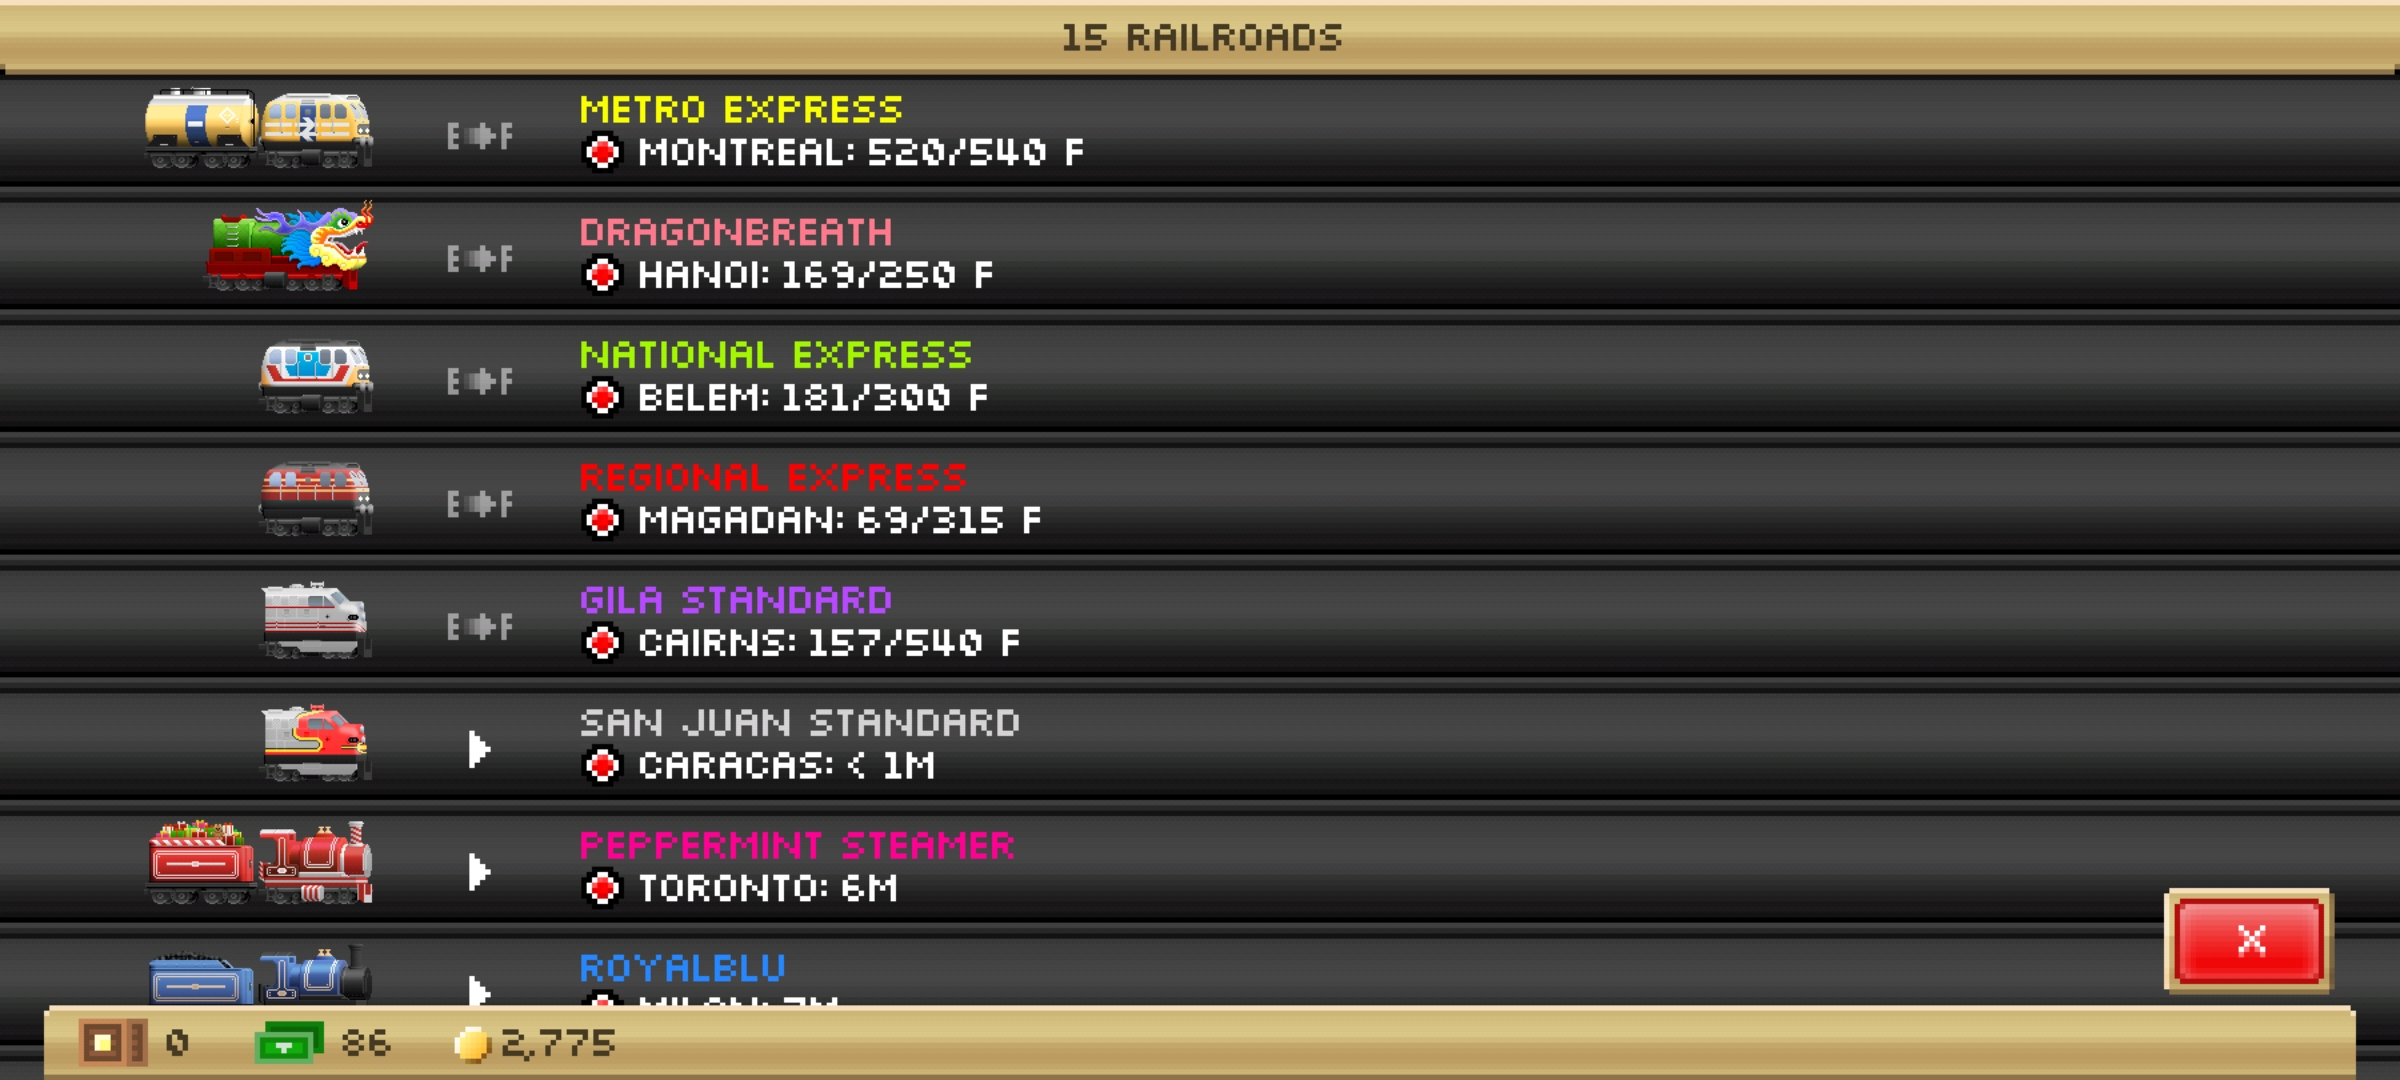 15 RAILROADS
E F
METRO EXPRESS
MONTREAL: 520/540 F
E F
DRAGONBREATH
HANOI: 169/250 F
E F
NATIONAL EXPRESS
BELEM: 181/300 F
E F
REGIONAL EXPRESS
MAGADAN: 69/315 F
E F
GILA STANDARD
CAIRNS: 157/540 F
SAN JUAN STANDARD
CARACAS: < 1M
PEPPERMINT STEAMER
TORONTO: 6M
X
ROYALBLU
MILAN: 7M
0 86 2,775